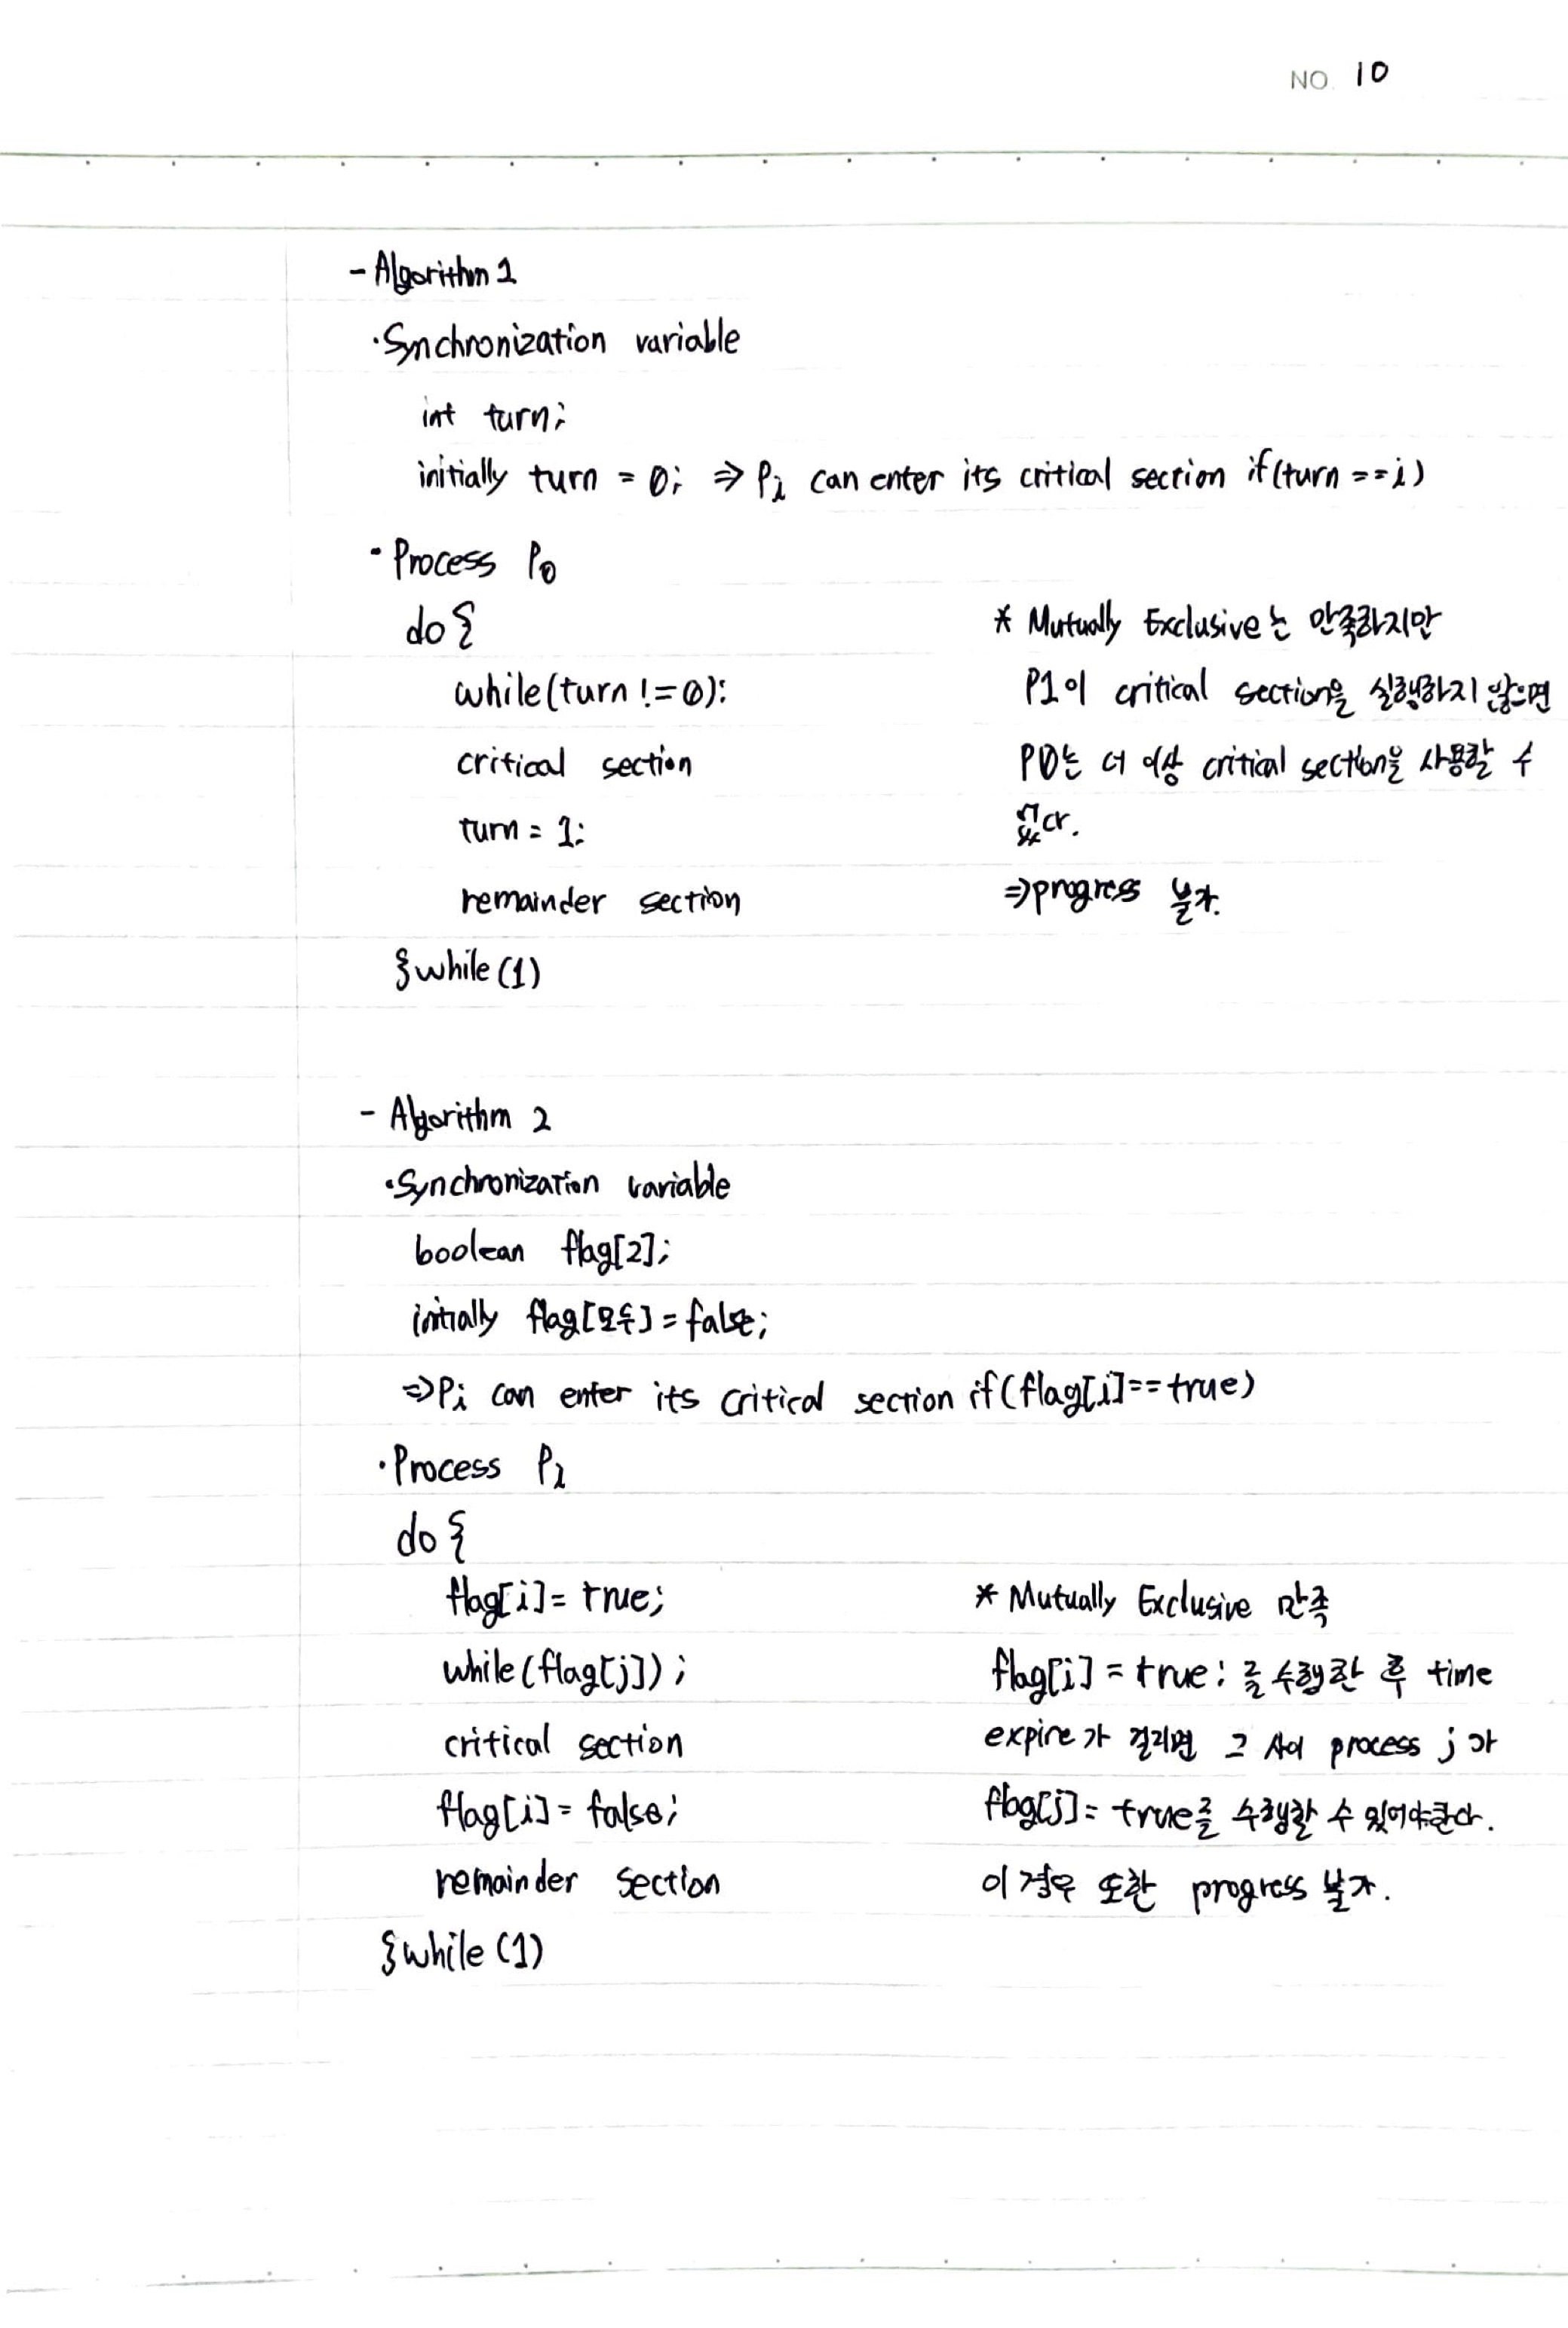 NO. 10
- Algorithm 1
· Synchronization variable
int turn;
initially turn = 0; ⇒ Pi can enter its critical section if(turn == i)
· Process P0
do {
while(turn != 0);
critical section
turn = 1;
remainder section
} while (1)
* Mutually Exclusive는 만족하지만
P1이 critical section을 실행하지 않으면
P0는 더 이상 critical section을 사용할 수
없다.
⇒ progress 불가.
- Algorithm 2
· Synchronization variable
boolean flag[2];
initially flag[모두] = false;
⇒ Pi can enter its critical section if(flag[i]==true)
· Process Pi
do {
flag[i] = true;
while(flag[j]);
critical section
flag[i] = false;
remainder section
} while (1)
* Mutually Exclusive 만족
flag[i] = true; 를 수행한 후 time
expire가 걸리면 그 사이 process j가
flag[j] = true를 수행할 수 있어야한다.
이 경우 또한 progress 불가.